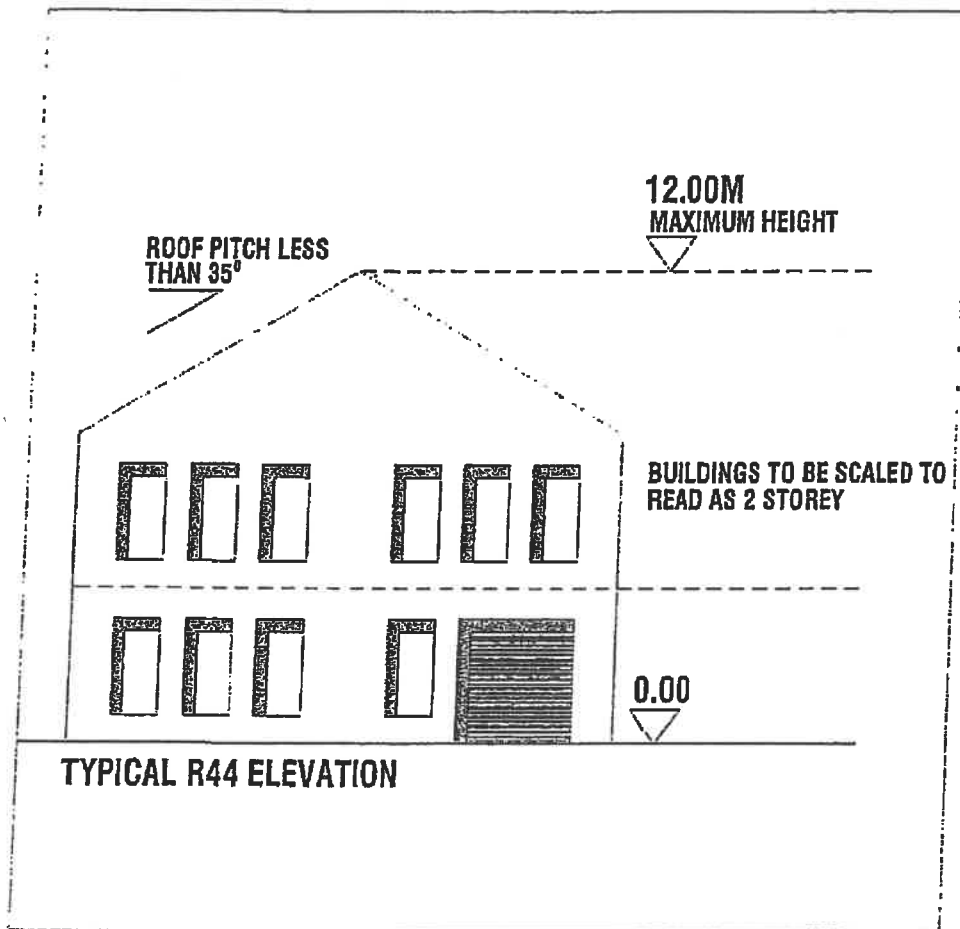 12.00M
MAXIMUM HEIGHT
ROOF PITCH LESS
THAN 35⁰
BUILDINGS TO BE SCALED TO
READ AS 2 STOREY
0.00
TYPICAL R44 ELEVATION